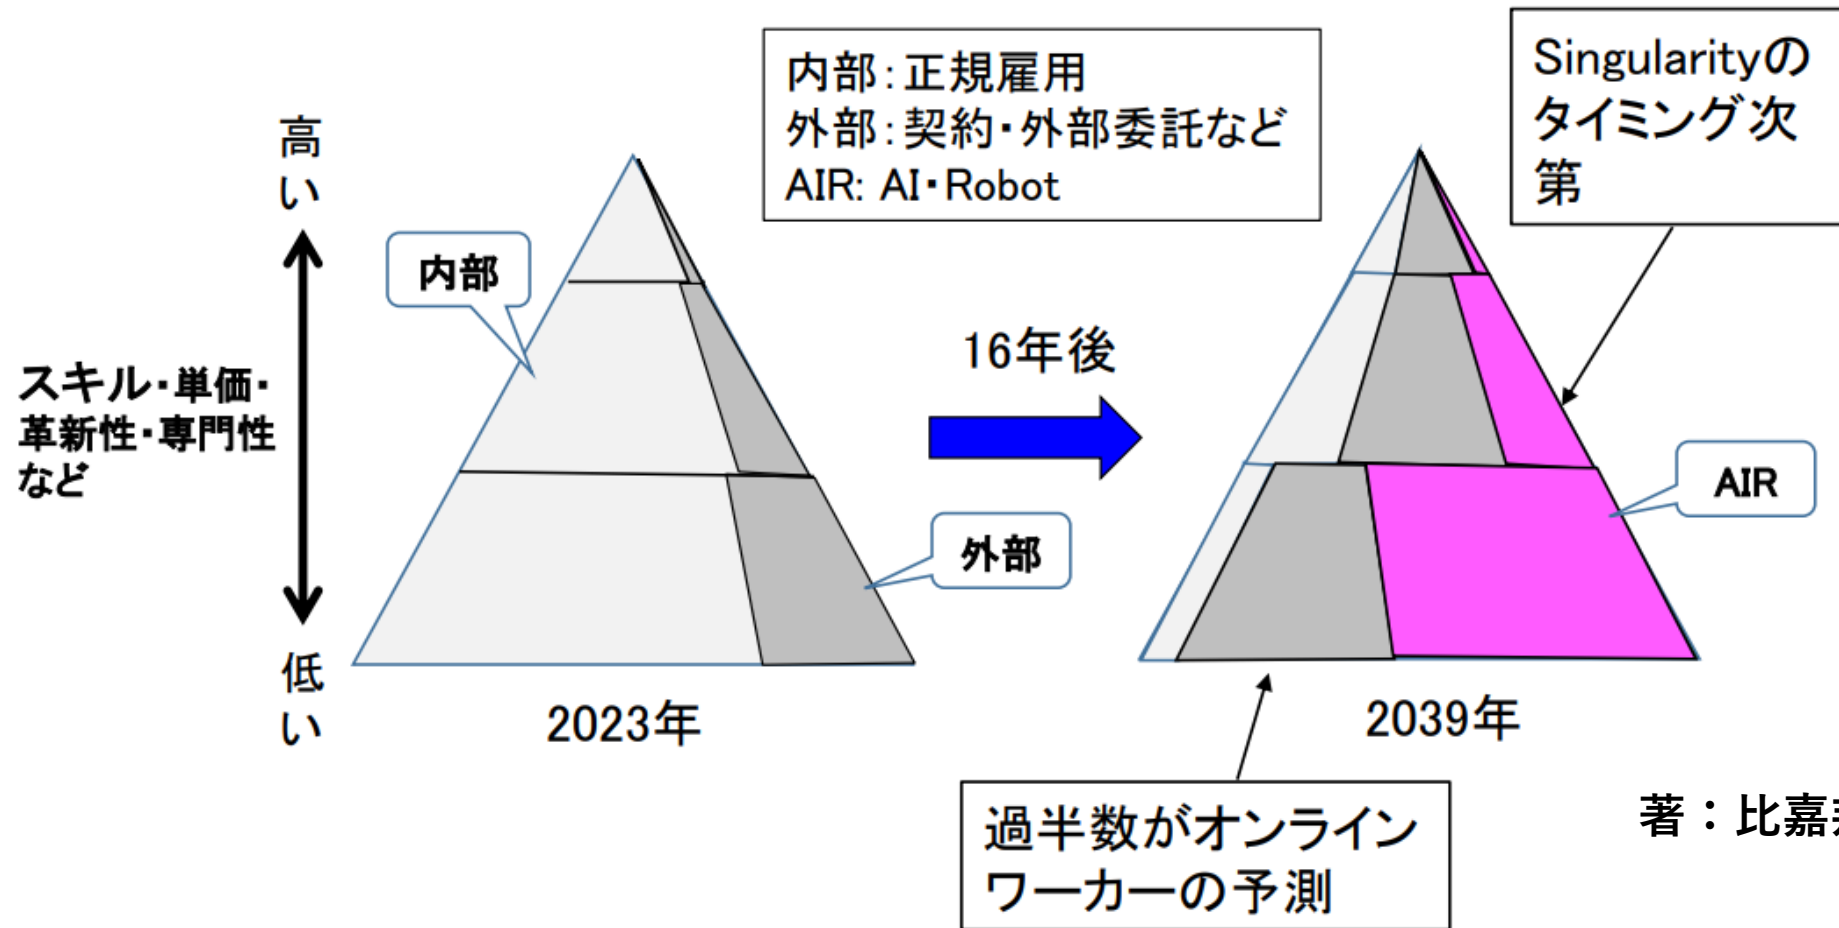 内部：正規雇用
外部：契約・外部委託など
AIR: AI・Robot
Singularityの
タイミング次
第
高
い
内部
スキル・単価・
革新性・専門性
など
16年後
AIR
外部
低
い
2023年
2039年
過半数がオンライン
ワーカーの予測
著：比嘉